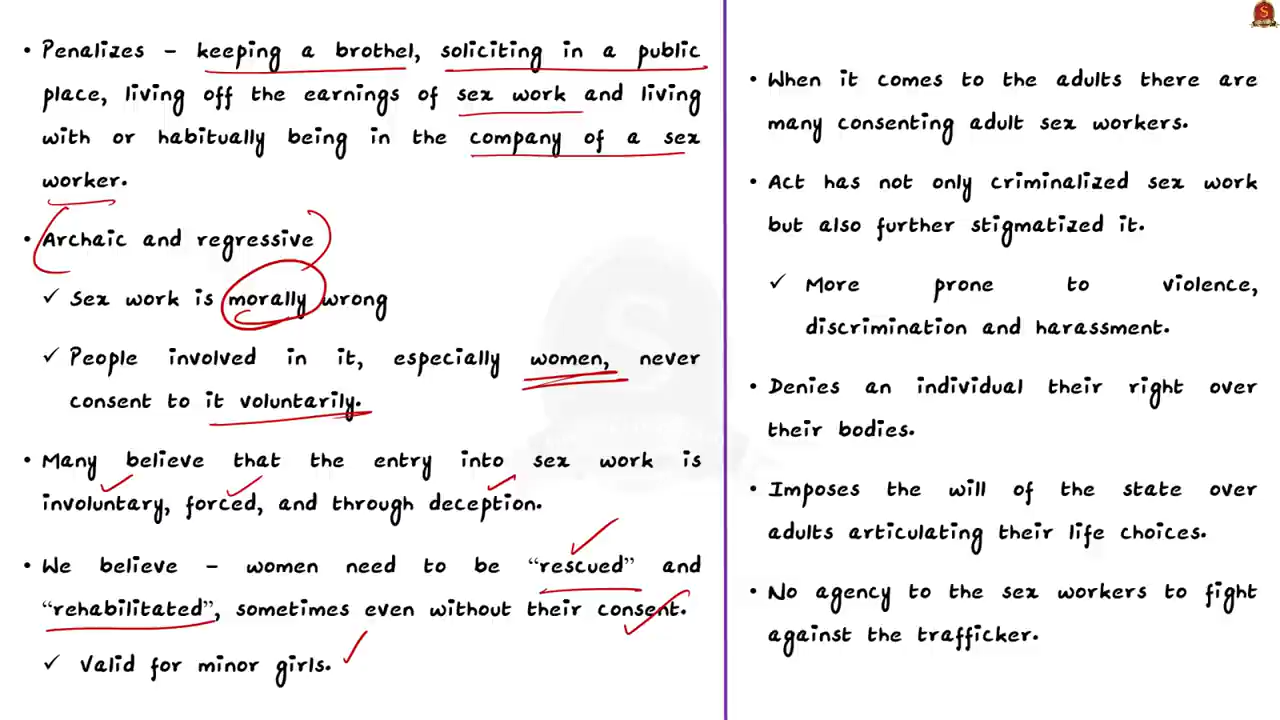 • Penalizes – keeping a brothel, soliciting in a public
place, living off the earnings of sex work and living
with or habitually being in the company of a sex
worker.
• Archaic and regressive
✓ Sex work is morally wrong
✓ People involved in it, especially women, never
consent to it voluntarily.
• Many believe that the entry into sex work is
involuntary, forced, and through deception.
• We believe – women need to be “rescued” and
“rehabilitated”, sometimes even without their consent.
✓ Valid for minor girls.
• When it comes to the adults there are
many consenting adult sex workers.
• Act has not only criminalized sex work
but also further stigmatized it.
✓ More prone to violence,
discrimination and harassment.
• Denies an individual their right over
their bodies.
• Imposes the will of the state over
adults articulating their life choices.
• No agency to the sex workers to fight
against the trafficker.